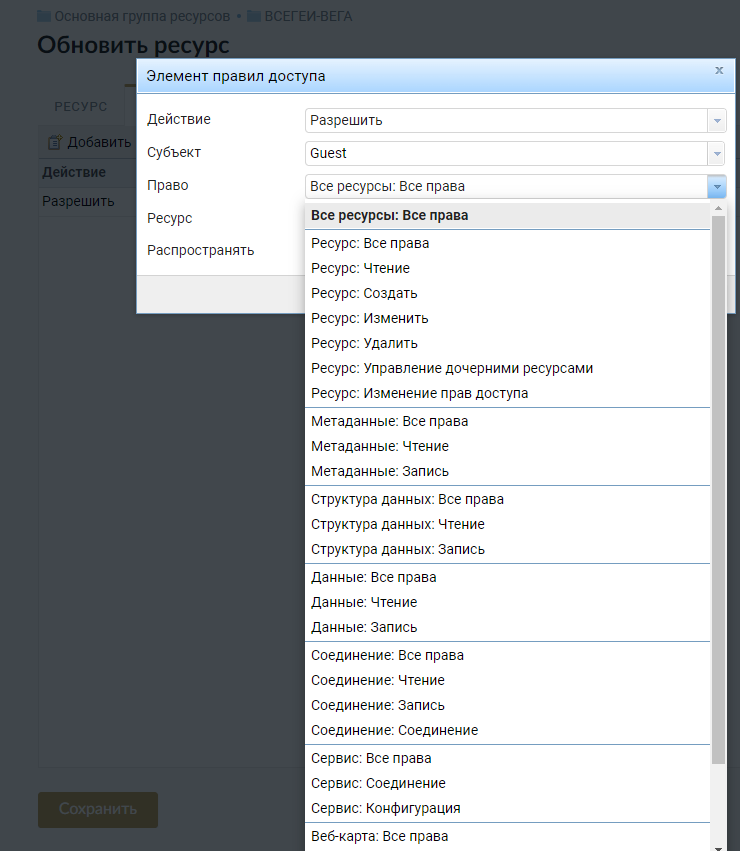 Основная группа ресурсов • ВСЕГЕИ-ВЕГА
Обновить ресурс
Элемент правил доступа
x
РЕСУРС
Добавить
Действие
Разрешить
Действие
Разрешить
Субъект
Guest
Право
Все ресурсы: Все права
Ресурс
Распространять
Все ресурсы: Все права
Ресурс: Все права
Ресурс: Чтение
Ресурс: Создать
Ресурс: Изменить
Ресурс: Удалить
Ресурс: Управление дочерними ресурсами
Ресурс: Изменение прав доступа
Метаданные: Все права
Метаданные: Чтение
Метаданные: Запись
Структура данных: Все права
Структура данных: Чтение
Структура данных: Запись
Данные: Все права
Данные: Чтение
Данные: Запись
Соединение: Все права
Соединение: Чтение
Соединение: Запись
Соединение: Соединение
Сервис: Все права
Сервис: Соединение
Сервис: Конфигурация
Веб-карта: Все права
Сохранить